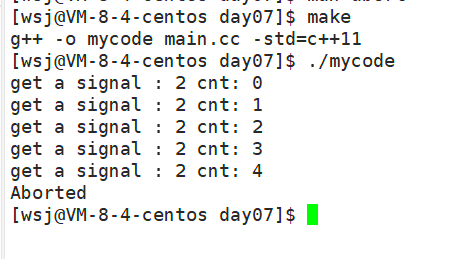 [wsj@VM-8-4-centos day07]$ make
g++ -o mycode main.cc -std=c++11
[wsj@VM-8-4-centos day07]$ ./mycode
get a signal : 2 cnt: 0
get a signal : 2 cnt: 1
get a signal : 2 cnt: 2
get a signal : 2 cnt: 3
get a signal : 2 cnt: 4
Aborted
[wsj@VM-8-4-centos day07]$